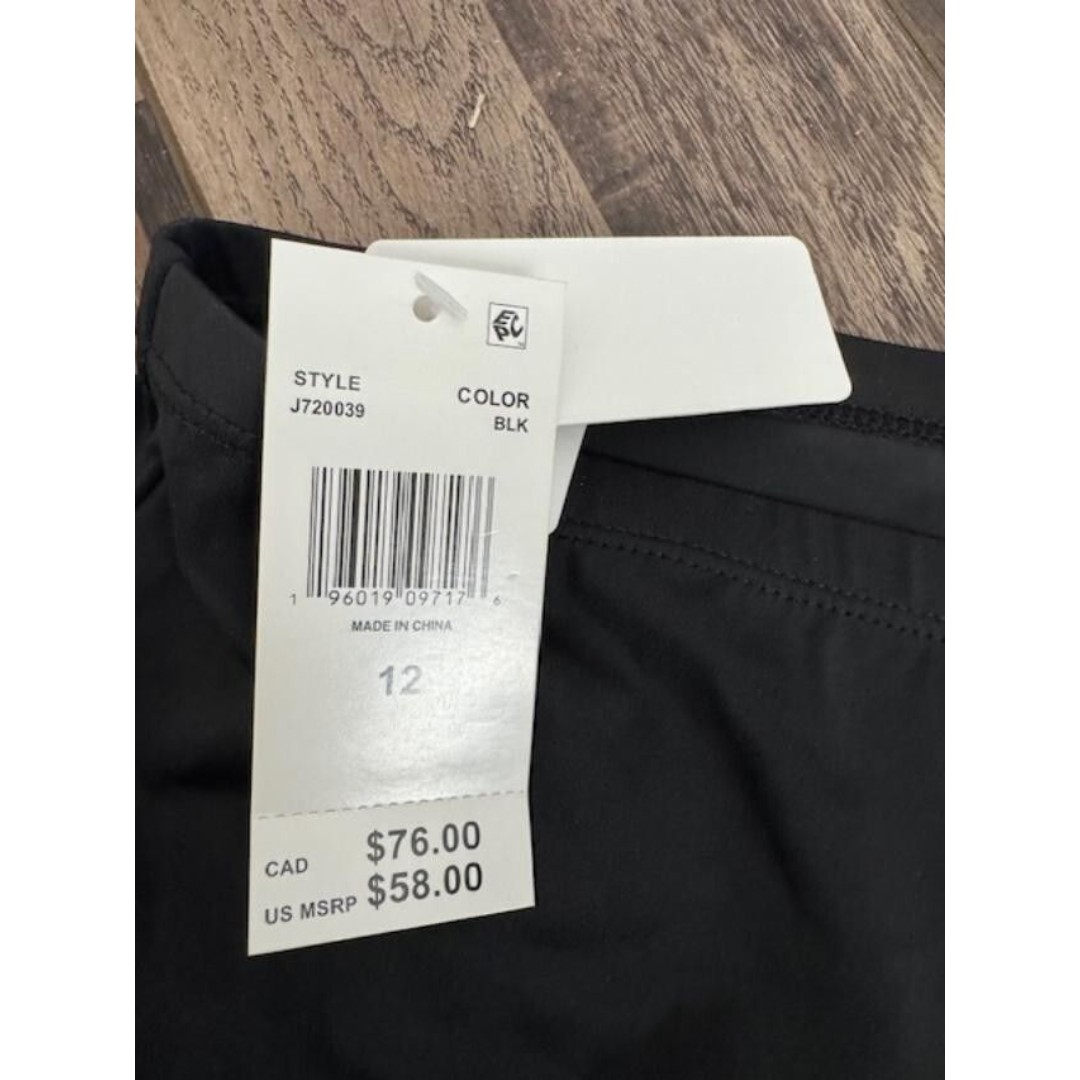 EPC
STYLE
J720039
COLOR
BLK
1 96019 09717 6
MADE IN CHINA
12
CAD $76.00
US MSRP $58.00